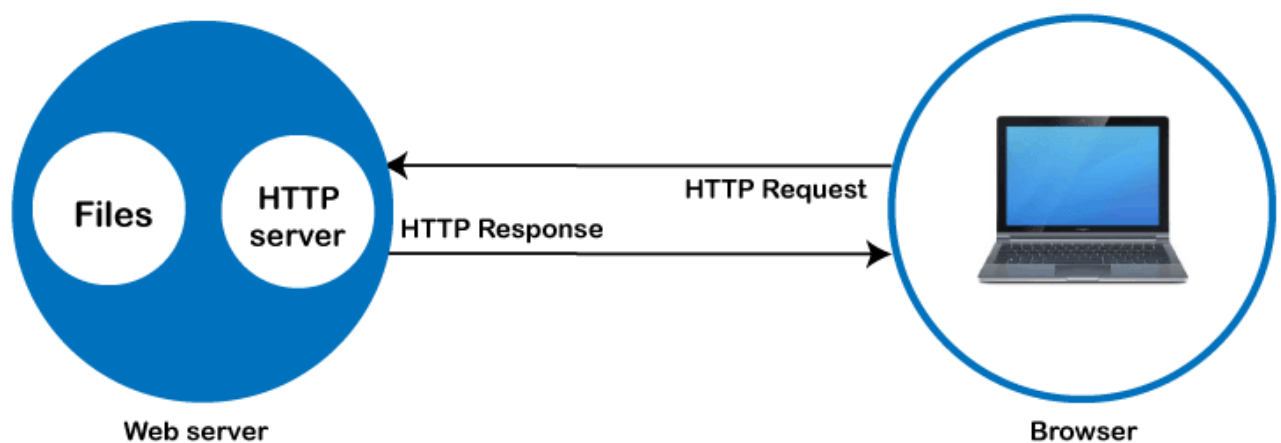 Files
HTTP
server
HTTP Request
HTTP Response
Web server
Browser